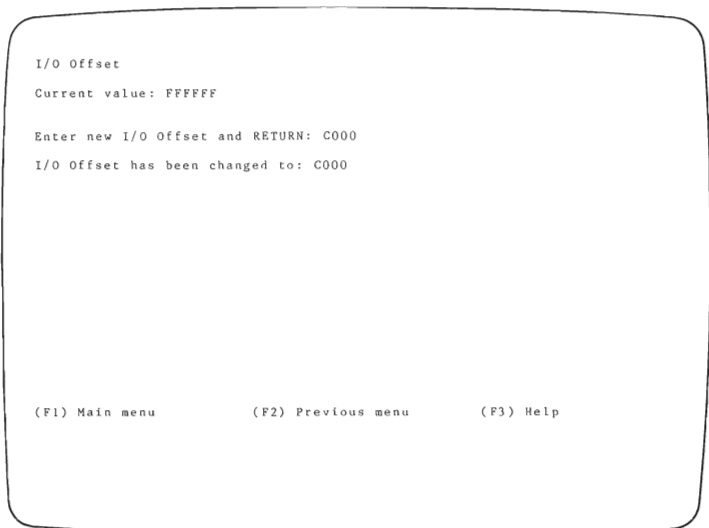 I/O Offset
Current value: FFFFFF
Enter new I/O Offset and RETURN: C000
I/O Offset has been changed to: C000
(F1) Main menu (F2) Previous menu (F3) Help